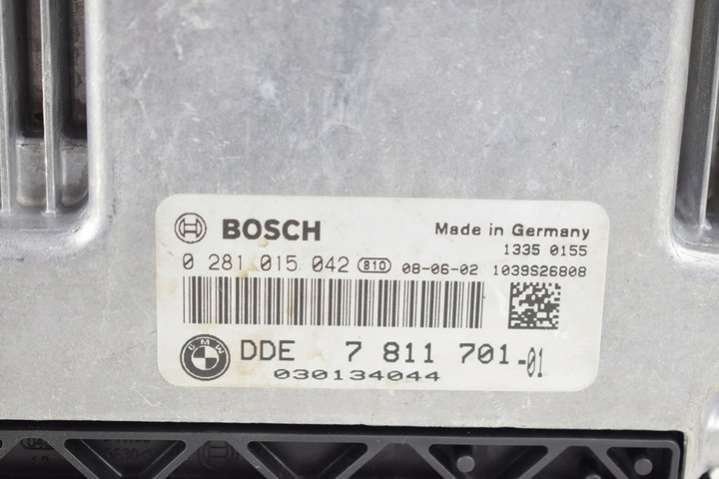 BOSCH Made in Germany
1335 0155
0 281 015 042 810 08-06-02 1039S26808
BMW DDE 7 811 701-01
030134044